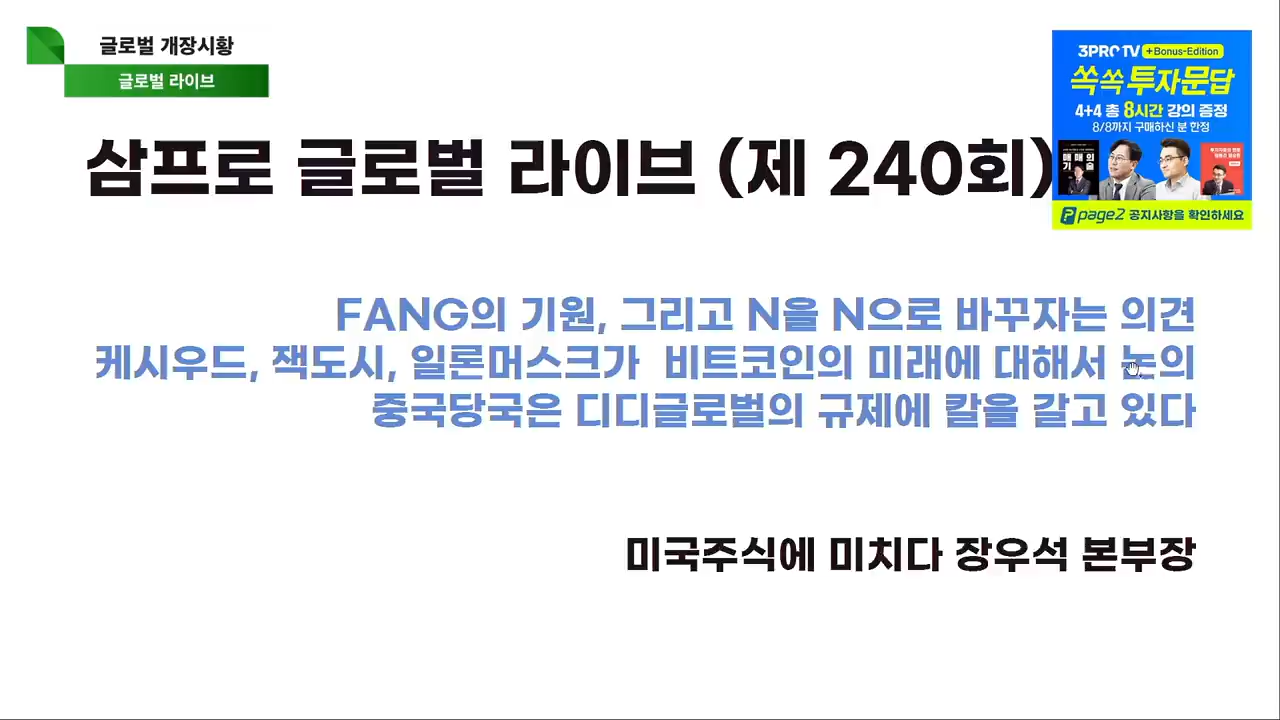 글로벌 개장시황
글로벌 라이브
삼프로 글로벌 라이브 (제 240회)
3PRO TV +Bonus-Edition
쏙쏙 투자문답
4+4 총 8시간 강의 증정
8/8까지 구매하신 분 한정
매매의
기술
page2 공지사항을 확인하세요
FANG의 기원, 그리고 N을 N으로 바꾸자는 의견
케시우드, 잭도시, 일론머스크가 비트코인의 미래에 대해서 논의
중국당국은 디디글로벌의 규제에 칼을 갈고 있다
미국주식에 미치다 장우석 본부장